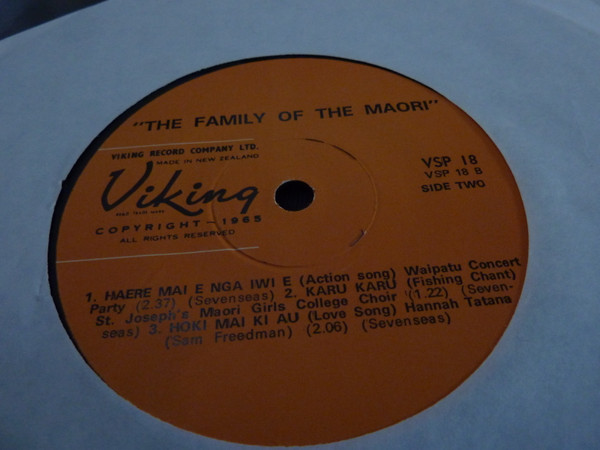 "THE FAMILY OF THE MAORI"
VIKING RECORD COMPANY LTD.
MADE IN NEW ZEALAND
Viking
COPYRIGHT - 1965
ALL RIGHTS RESERVED
VSP 18
VSP 18 B
SIDE TWO
1. HAERE MAI E NGA IWI E (Action song) Waipatu Concert
Party (2.37) (Sevenseas) 2. KARU KARU (Fishing Chant)
St. Joseph's Maori Girls College Choir (1.22) (Seven-
seas) 3. HOKI MAI KI AU (Love Song) Hannah Tatana
(Sam Freedman) (2.06) (Sevenseas)